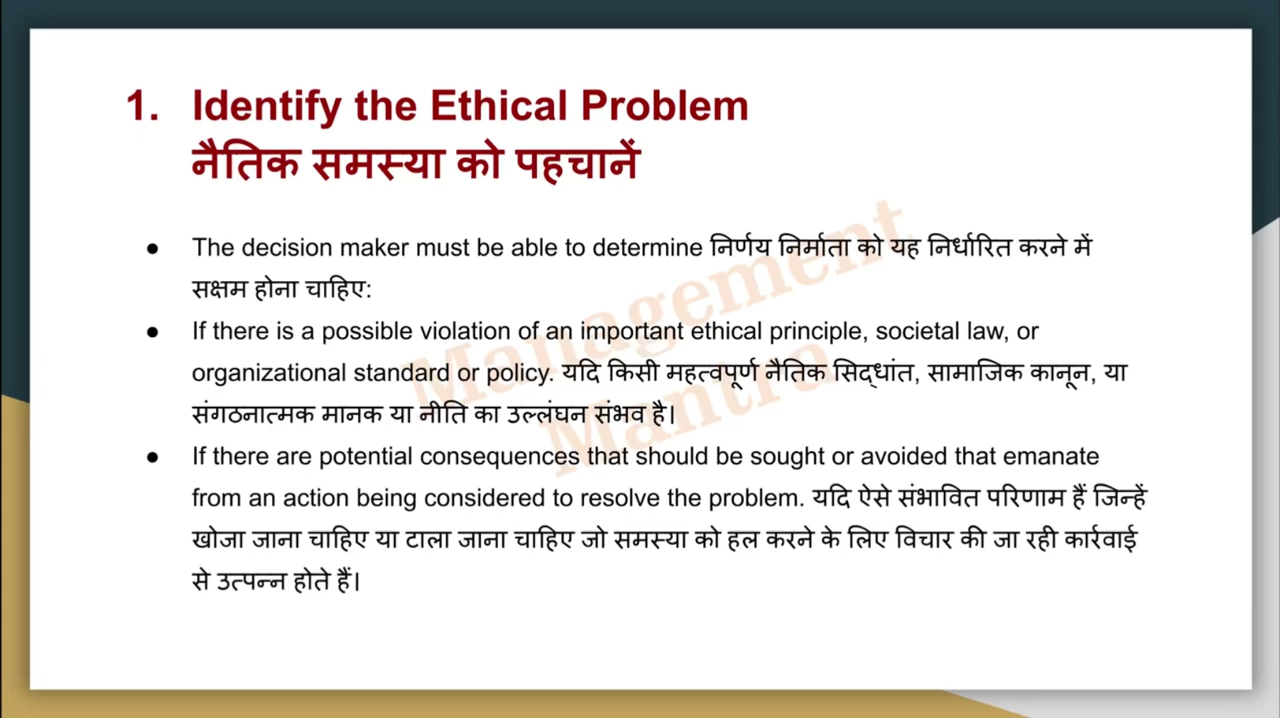 1. Identify the Ethical Problem
नैतिक समस्या को पहचानें
● The decision maker must be able to determine निर्णय निर्माता को यह निर्धारित करने में
सक्षम होना चाहिए:
● If there is a possible violation of an important ethical principle, societal law, or
organizational standard or policy. यदि किसी महत्वपूर्ण नैतिक सिद्धांत, सामाजिक कानून, या
संगठनात्मक मानक या नीति का उल्लंघन संभव है।
● If there are potential consequences that should be sought or avoided that emanate
from an action being considered to resolve the problem. यदि ऐसे संभावित परिणाम हैं जिन्हें
खोजा जाना चाहिए या टाला जाना चाहिए जो समस्या को हल करने के लिए विचार की जा रही कार्रवाई
से उत्पन्न होते हैं।
Management
Mantra